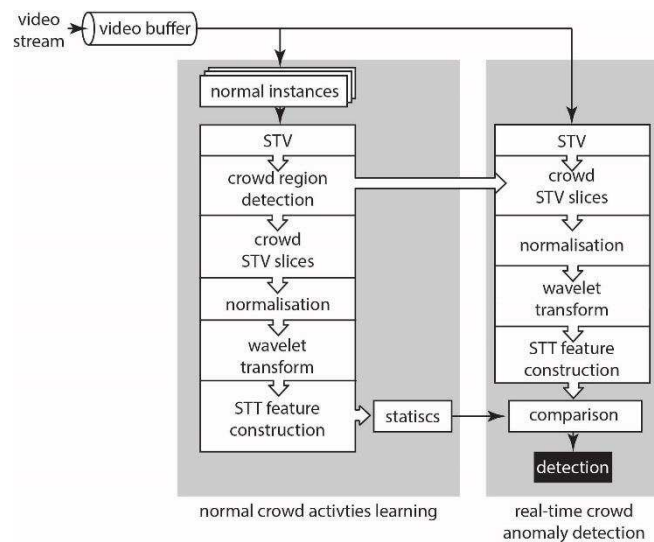 video
stream
video buffer
normal instances
STV
crowd region
detection
crowd
STV slices
normalisation
wavelet
transform
STT feature
construction
statiscs
normal crowd activties learning
STV
crowd
STV slices
normalisation
wavelet
transform
STT feature
construction
comparison
detection
real-time crowd
anomaly detection